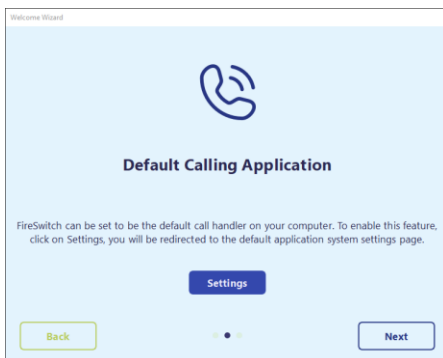 Welcome Wizard
Default Calling Application
FireSwitch can be set to be the default call handler on your computer. To enable this feature,
click on Settings, you will be redirected to the default application system settings page.
Settings
Back
Next